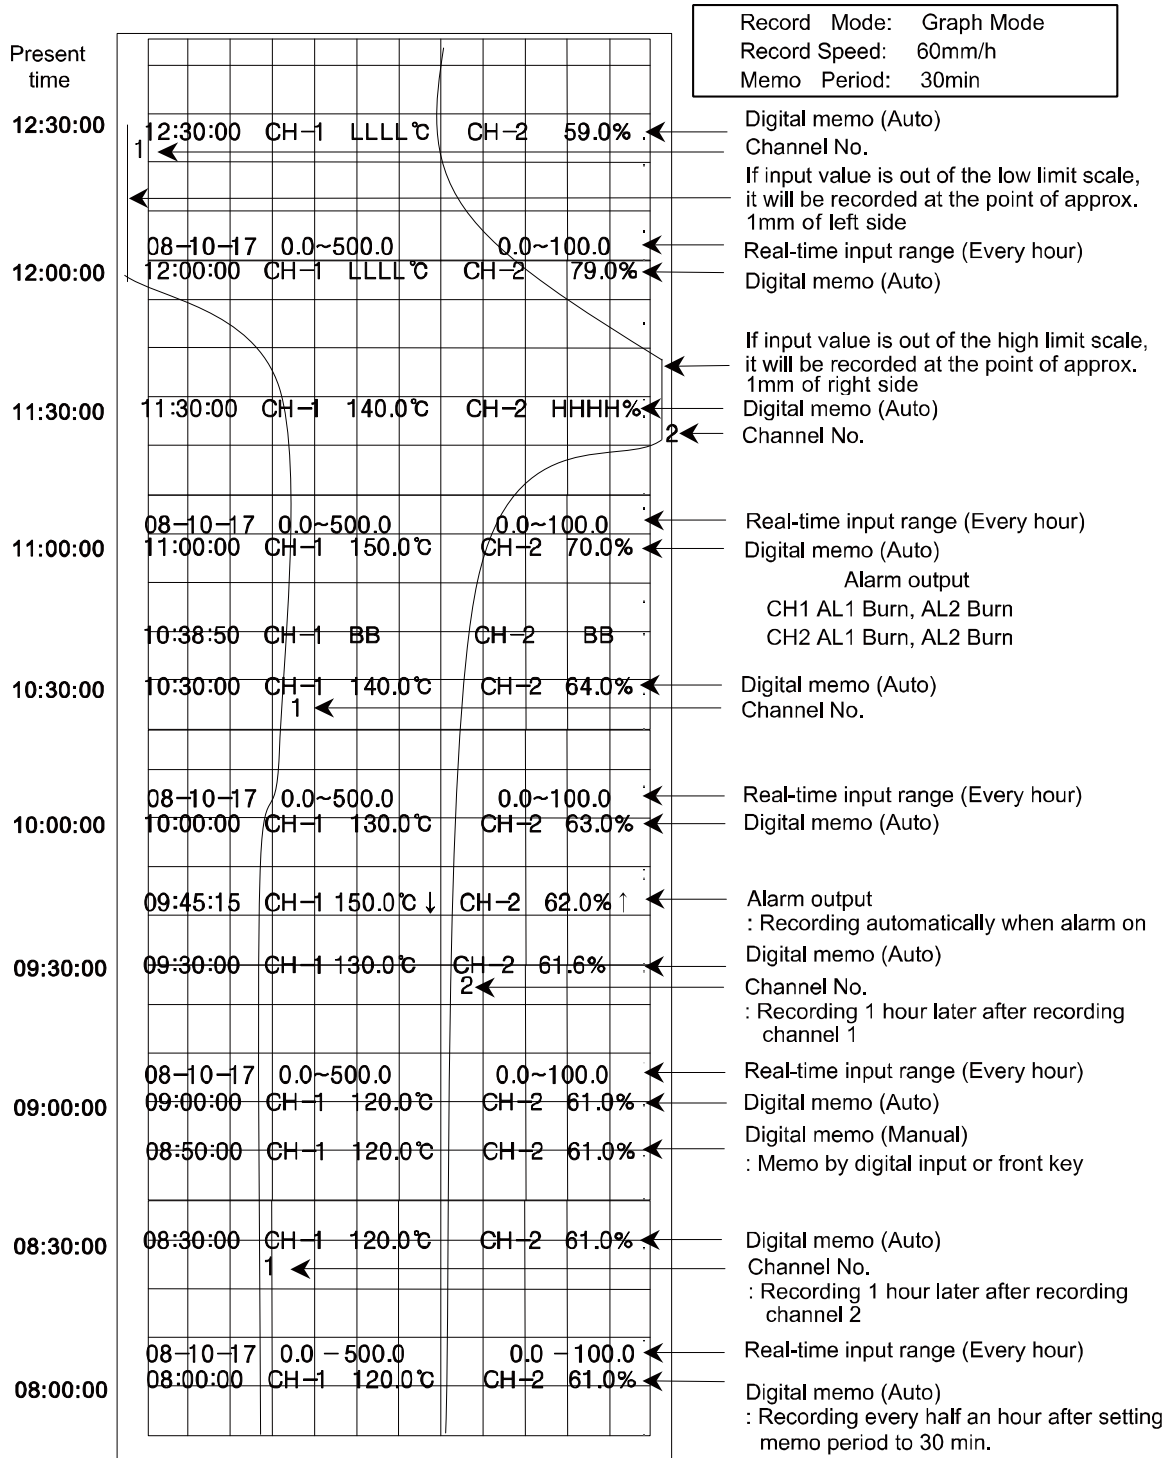 Record Mode: Graph Mode
Record Speed: 60mm/h
Memo Period: 30min
Present
time
12:30:00
12:30:00 CH-1 LLLL℃ CH-2 59.0%
Digital memo (Auto)
1
Channel No.
If input value is out of the low limit scale,
it will be recorded at the point of approx.
1mm of left side
08-10-17 0.0~500.0 0.0~100.0
Real-time input range (Every hour)
12:00:00
12:00:00 CH-1 LLLL℃ CH-2 79.0%
Digital memo (Auto)
If input value is out of the high limit scale,
it will be recorded at the point of approx.
1mm of right side
11:30:00
11:30:00 CH-1 140.0℃ CH-2 HHHH%
Digital memo (Auto)
2
Channel No.
08-10-17 0.0~500.0 0.0~100.0
Real-time input range (Every hour)
11:00:00
11:00:00 CH-1 150.0℃ CH-2 70.0%
Digital memo (Auto)
Alarm output
CH1 AL1 Burn, AL2 Burn
10:38:50 CH-1 BB CH-2 BB
CH2 AL1 Burn, AL2 Burn
10:30:00
10:30:00 CH-1 140.0℃ CH-2 64.0%
Digital memo (Auto)
1
Channel No.
08-10-17 0.0~500.0 0.0~100.0
Real-time input range (Every hour)
10:00:00
10:00:00 CH-1 130.0℃ CH-2 63.0%
Digital memo (Auto)
09:45:15 CH-1 150.0℃ ↓ CH-2 62.0% ↑
Alarm output
: Recording automatically when alarm on
09:30:00
09:30:00 CH-1 130.0℃ CH-2 61.6%
Digital memo (Auto)
2
Channel No.
: Recording 1 hour later after recording
channel 1
08-10-17 0.0~500.0 0.0~100.0
Real-time input range (Every hour)
09:00:00
09:00:00 CH-1 120.0℃ CH-2 61.0%
Digital memo (Auto)
08:50:00 CH-1 120.0℃ CH-2 61.0%
Digital memo (Manual)
: Memo by digital input or front key
08:30:00
08:30:00 CH-1 120.0℃ CH-2 61.0%
Digital memo (Auto)
1
Channel No.
: Recording 1 hour later after recording
channel 2
08-10-17 0.0 - 500.0 0.0 - 100.0
Real-time input range (Every hour)
08:00:00
08:00:00 CH-1 120.0℃ CH-2 61.0%
Digital memo (Auto)
: Recording every half an hour after setting
memo period to 30 min.